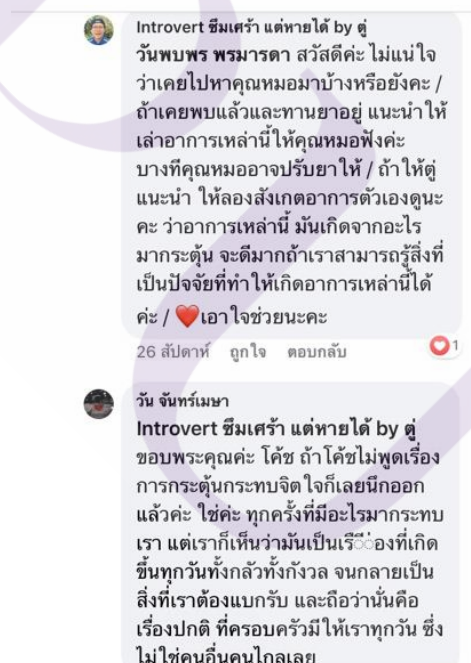 Introvert ซึมเศร้า แต่หายได้ by ตู่
วันพบพร พรมารดา สวัสดีค่ะ ไม่แน่ใจ
ว่าเคยไปหาคุณหมอมาบ้างหรือยังคะ /
ถ้าเคยพบแล้วและทานยาอยู่ แนะนำให้
เล่าอาการเหล่านี้ให้คุณหมอฟังค่ะ
บางทีคุณหมออาจปรับยาให้ / ถ้าให้ตู่
แนะนำ ให้ลองสังเกตอาการตัวเองดูนะ
คะ ว่าอาการเหล่านี้ มันเกิดจากอะไร
มากระตุ้น จะดีมากถ้าเราสามารถรู้สิ่งที่
เป็นปัจจัยที่ทำให้เกิดอาการเหล่านี้ได้
ค่ะ / ❤️เอาใจช่วยนะคะ
26 สัปดาห์ ถูกใจ ตอบกลับ 1
วัน จันทร์เมษา
Introvert ซึมเศร้า แต่หายได้ by ตู่
ขอบพระคุณค่ะ โค้ช ถ้าโค้ชไม่พูดเรื่อง
การกระตุ้นกระทบจิตใจก็เลยนึกออก
แล้วค่ะ ใช่ค่ะ ทุกครั้งที่มีอะไรมากระทบ
เรา แต่เราก็เห็นว่ามันเป็นเรืี่องที่เกิด
ขึ้นทุกวันทั้งกลัวทั้งกังวล จนกลายเป็น
สิ่งที่เราต้องแบกรับ และถือว่านั่นคือ
เรื่องปกติ ที่ครอบครัวมีให้เราทุกวัน ซึ่ง
ไม่ใช่คนอื่นคนไกลเลย